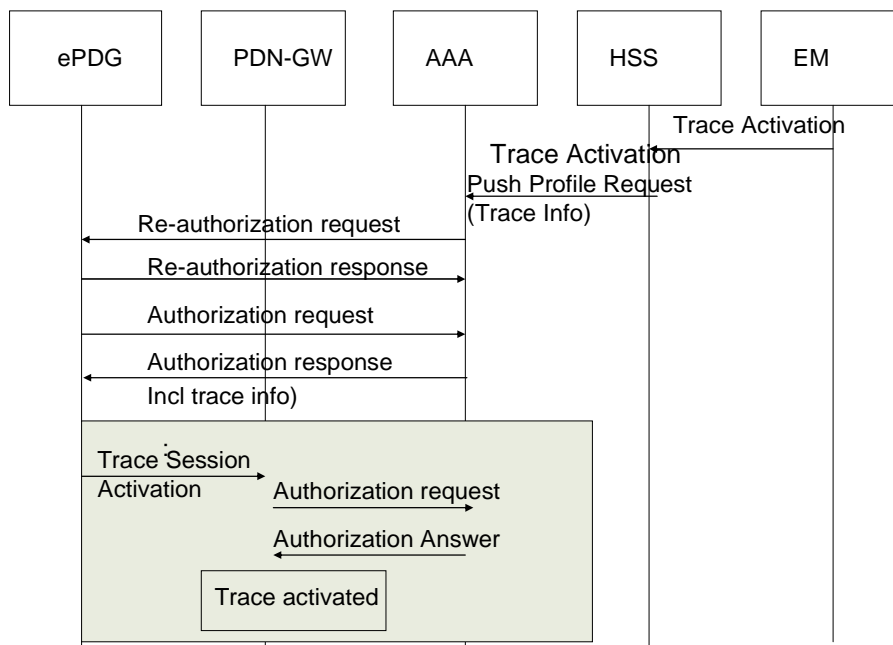 ePDG
PDN-GW
AAA
HSS
EM
Trace Activation
Trace Activation
Push Profile Request
(Trace Info)
Re-authorization request
Re-authorization response
Authorization request
Authorization response
Incl trace info)
:
Trace Session
Activation
Authorization request
Authorization Answer
Trace activated